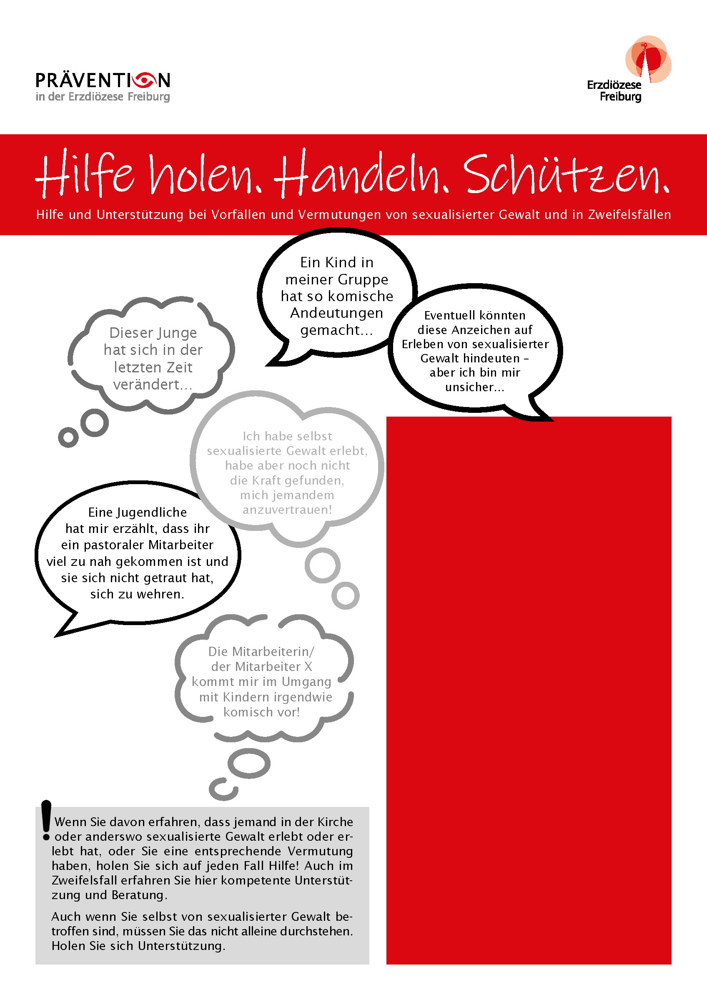 PRÄVENTION
in der Erzdiözese Freiburg
Erzdiözese
Freiburg
Hilfe holen. Handeln. Schützen.
Hilfe und Unterstützung bei Vorfällen und Vermutungen von sexualisierter Gewalt und in Zweifelsfällen
Ein Kind in
meiner Gruppe
hat so komische
Andeutungen
gemacht...
Eventuell könnten
diese Anzeichen auf
Erleben von sexualisierter
Gewalt hindeuten –
aber ich bin mir
unsicher...
Dieser Junge
hat sich in der
letzten Zeit
verändert...
Ich habe selbst
sexualisierte Gewalt erlebt,
habe aber noch nicht
die Kraft gefunden,
mich jemandem
anzuvertrauen!
Eine Jugendliche
hat mir erzählt, dass ihr
ein pastoraler Mitarbeiter
viel zu nah gekommen ist und
sie sich nicht getraut hat,
sich zu wehren.
Die Mitarbeiterin/
der Mitarbeiter X
kommt mir im Umgang
mit Kindern irgendwie
komisch vor!
! Wenn Sie davon erfahren, dass jemand in der Kirche
oder anderswo sexualisierte Gewalt erlebt oder er-
lebt hat, oder Sie eine entsprechende Vermutung
haben, holen Sie sich auf jeden Fall Hilfe! Auch im
Zweifelsfall erfahren Sie hier kompetente Unterstüt-
zung und Beratung.
Auch wenn Sie selbst von sexualisierter Gewalt be-
troffen sind, müssen Sie das nicht alleine durchstehen.
Holen Sie sich Unterstützung.